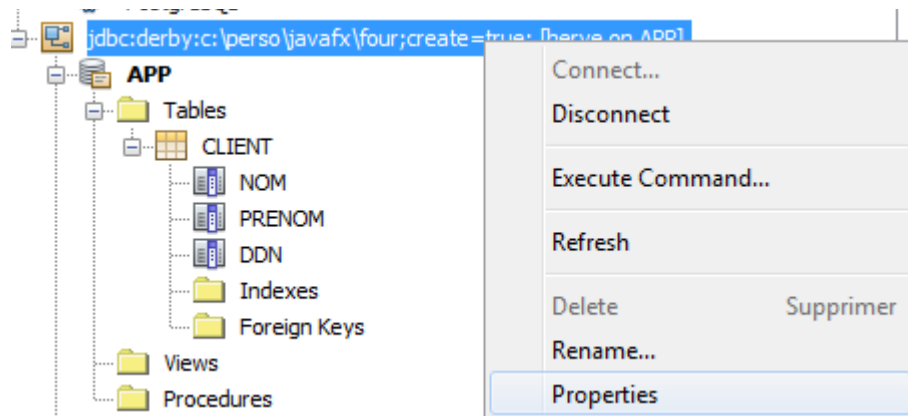 jdbc:derby:c:\perso\javafx\four;create=true; [herve on APP]
Connect...
APP
Disconnect
Tables
CLIENT
Execute Command...
NOM
PRENOM
Refresh
DDN
Indexes
Delete Supprimer
Foreign Keys
Rename...
Views
Properties
Procedures